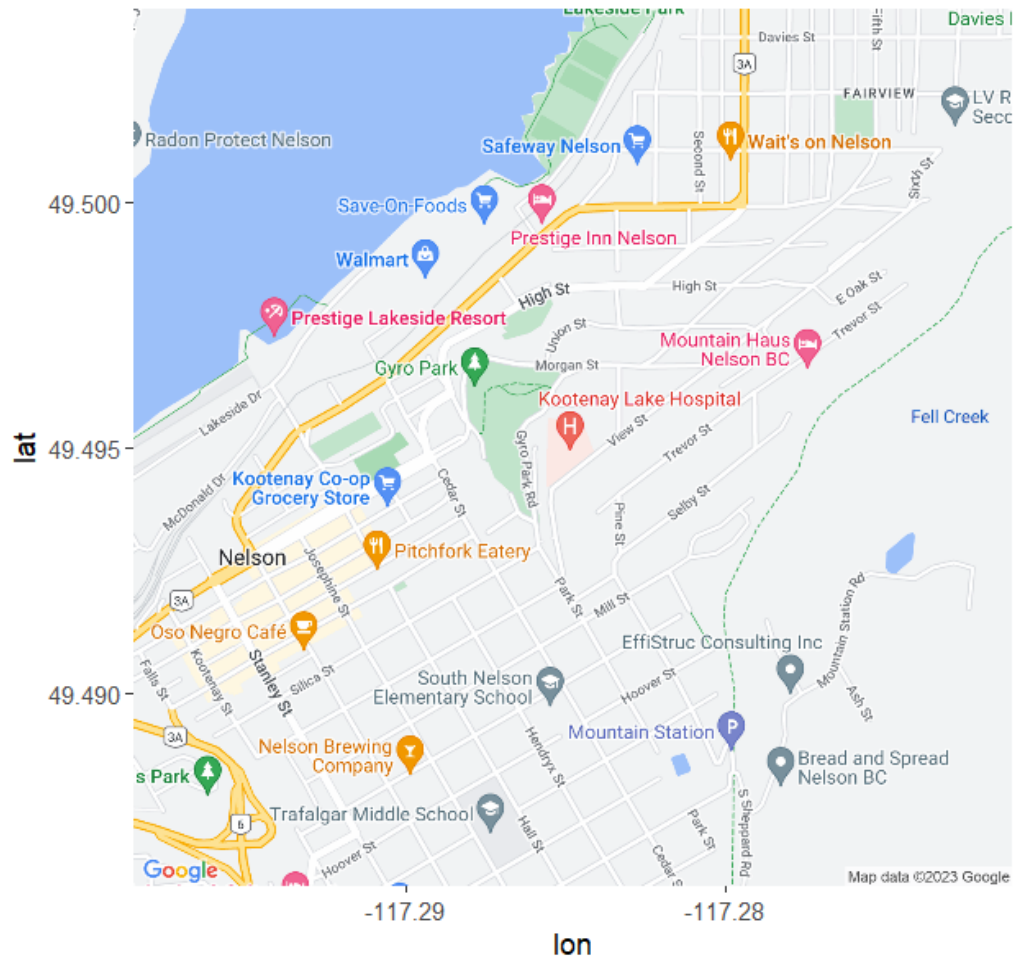 Lakeside Park
Davies
Davies St
Fifth St
3A
FAIRVIEW
LV R
Seco
Radon Protect Nelson
Safeway Nelson
Second St
Wait's on Nelson
Sixth St
49.500
Save-On-Foods
Prestige Inn Nelson
Walmart
High St
High St
E Oak St
Trevor St
Prestige Lakeside Resort
Union St
Mountain Haus
Nelson BC
Gyro Park
Morgan St
Kootenay Lake Hospital
H
Lakeside Dr
Fell Creek
lat
49.495
View St
Trevor St
Gyro Park Rd
Kootenay Co-op
Grocery Store
Cedar St
McDonald Dr
Selby St
Pine St
Nelson
Pitchfork Eatery
Josephine St
3A
Park St
Mill St
Mountain Station Rd
Oso Negro Café
EffiStruc Consulting Inc
Falls St
Kootenay St
Stanley St
Silica St
49.490
South Nelson
Elementary School
Hoover St
Ash St
3A
Mountain Station
P
Nelson Brewing
Company
Hendryx St
Bread and Spread
Nelson BC
s Park
Trafalgar Middle School
6
Hall St
Park St
S Sheppard Rd
Hoover St
Cedar S
Google
Map data ©2023 Google
-117.29
-117.28
lon